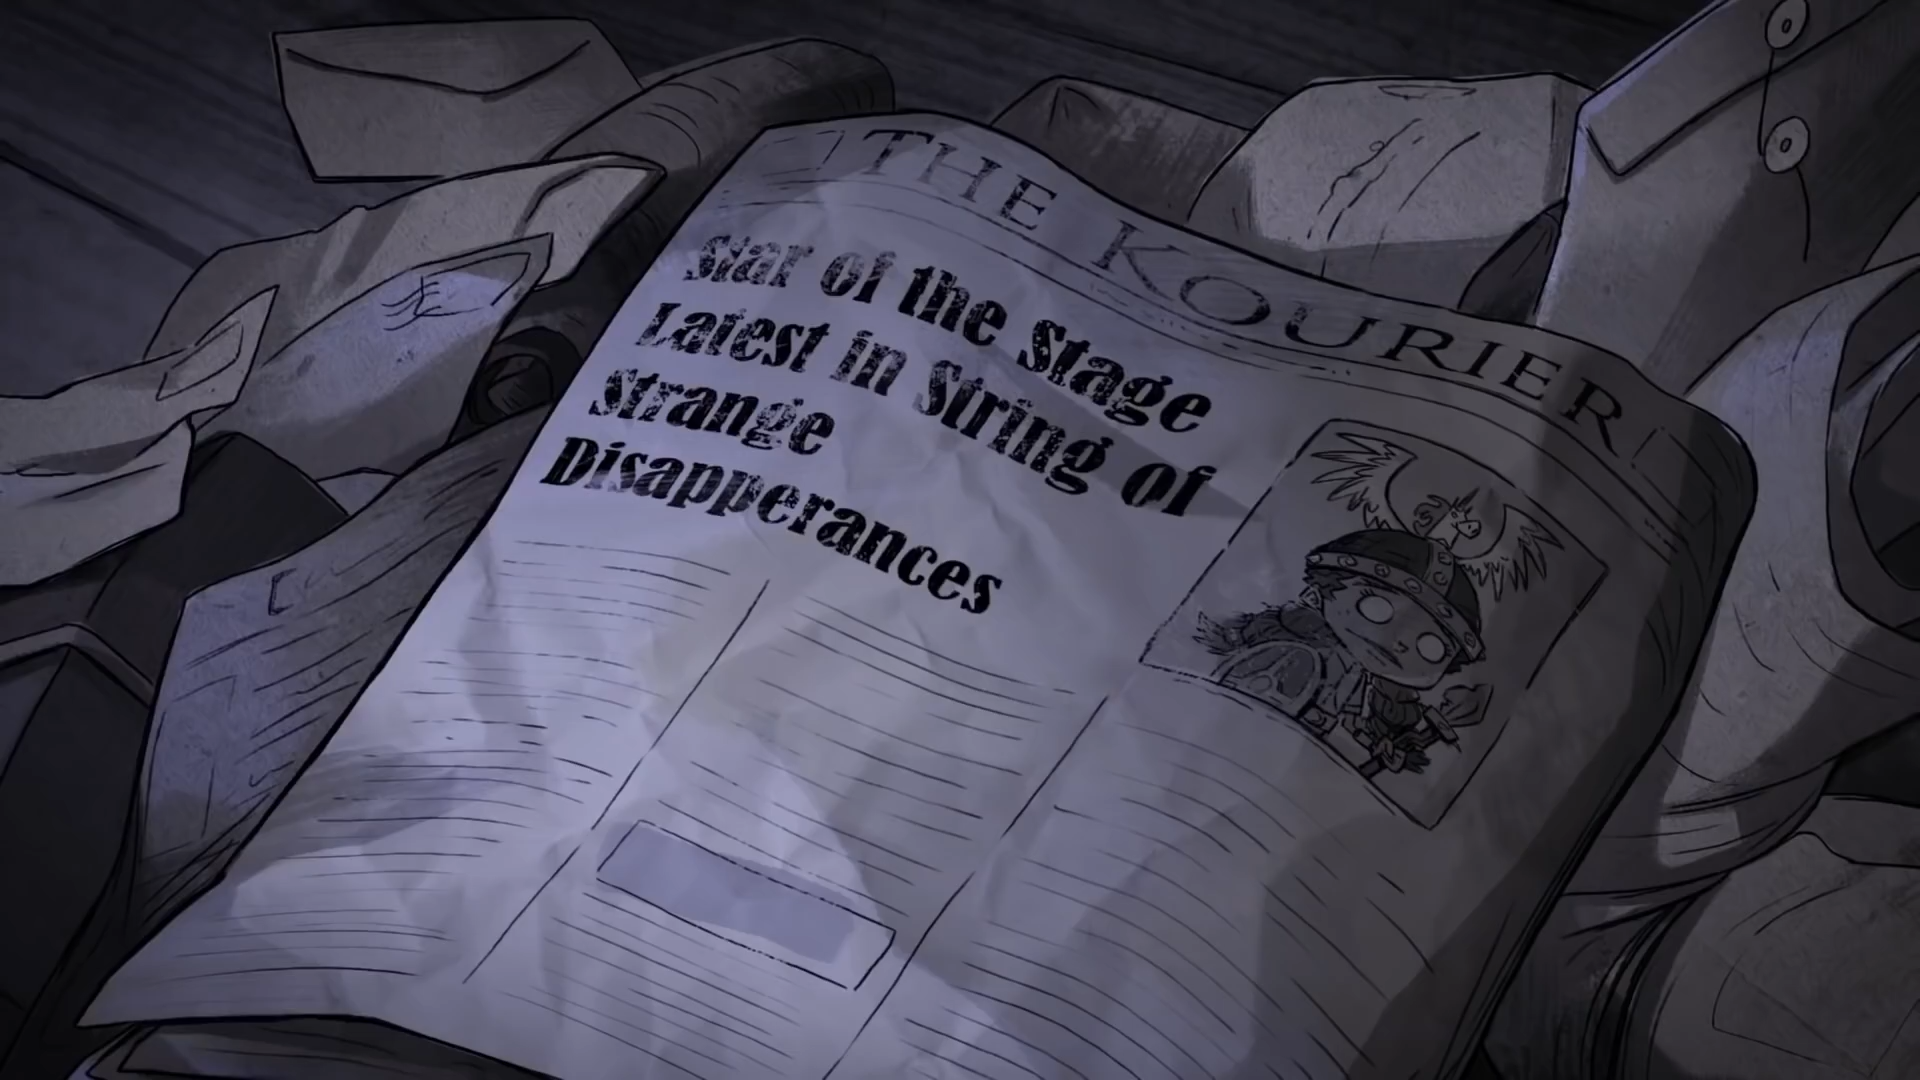 THE KOURIER
Star of the Stage
Latest in String of
Strange
Disapperances